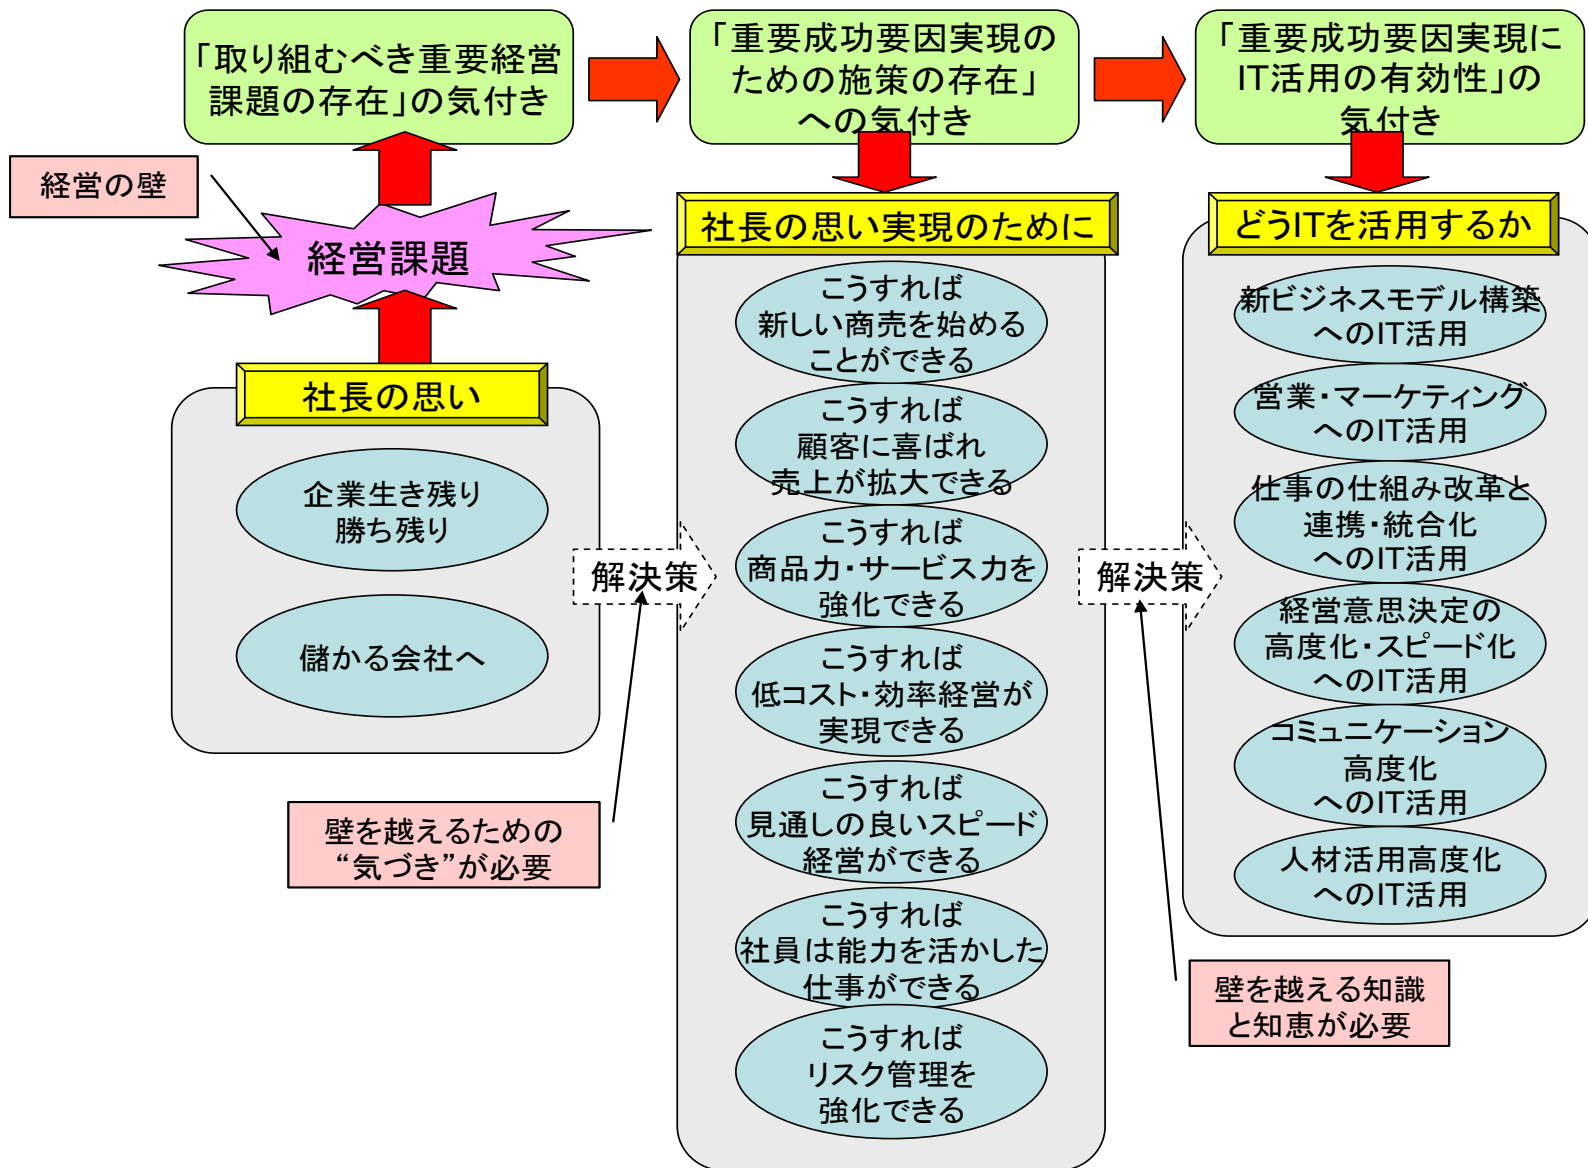 「取り組むべき重要経営
課題の存在」の気付き
「重要成功要因実現の
ための施策の存在」
への気付き
「重要成功要因実現に
IT活用の有効性」の
気付き
経営の壁
経営課題
社長の思い
企業生き残り
勝ち残り
儲かる会社へ
壁を越えるための
“気づき”が必要
解決策
社長の思い実現のために
こうすれば
新しい商売を始める
ことができる
こうすれば
顧客に喜ばれ
売上が拡大できる
こうすれば
商品力・サービス力を
強化できる
こうすれば
低コスト・効率経営が
実現できる
こうすれば
見通しの良いスピード
経営ができる
こうすれば
社員は能力を活かした
仕事ができる
こうすれば
リスク管理を
強化できる
解決策
どうITを活用するか
新ビジネスモデル構築
へのIT活用
営業・マーケティング
へのIT活用
仕事の仕組み改革と
連携・統合化
へのIT活用
経営意思決定の
高度化・スピード化
へのIT活用
コミュニケーション
高度化
へのIT活用
人材活用高度化
へのIT活用
壁を越える知識
と知恵が必要